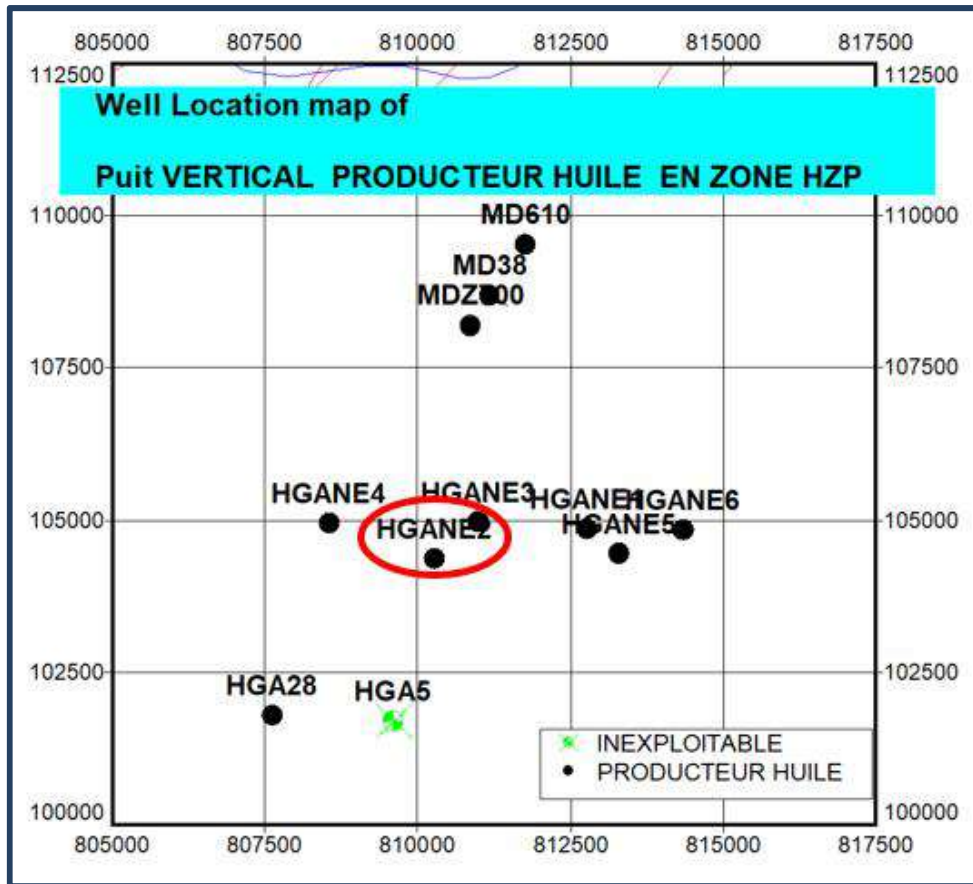 805000 807500 810000 812500 815000 817500
112500 112500
Well Location map of
Puit VERTICAL PRODUCTEUR HUILE EN ZONE HZP
110000 110000
MD610
MD38
MDZ700
107500 107500
HGANE4 HGANE3 HGANE1 HGANE6
HGANE2 HGANE5
105000 105000
102500 102500
HGA28 HGA5
INEXPLOITABLE
PRODUCTEUR HUILE
100000 100000
805000 807500 810000 812500 815000 817500